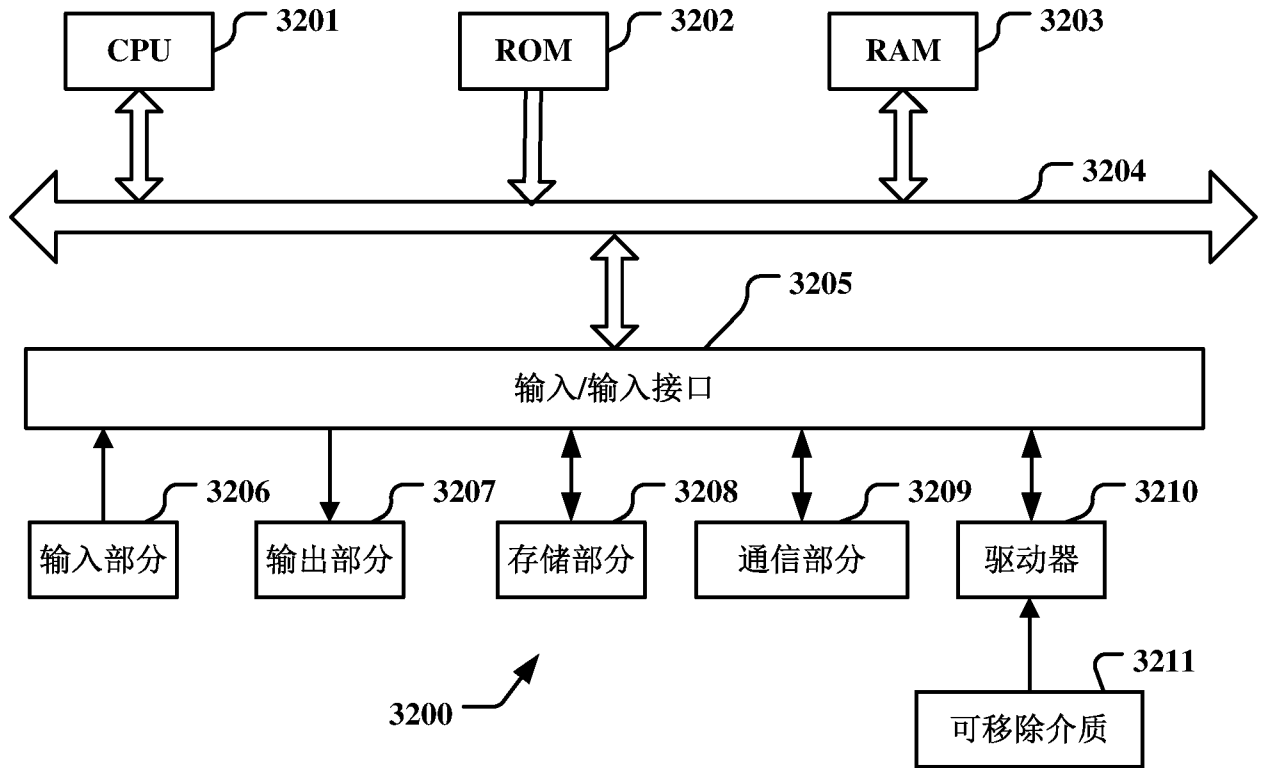 3201
3202
3203
CPU
ROM
RAM
3204
3205
输入/输入接口
3206
3207
3208
3209
3210
输入部分
输出部分
存储部分
通信部分
驱动器
3211
3200
可移除介质